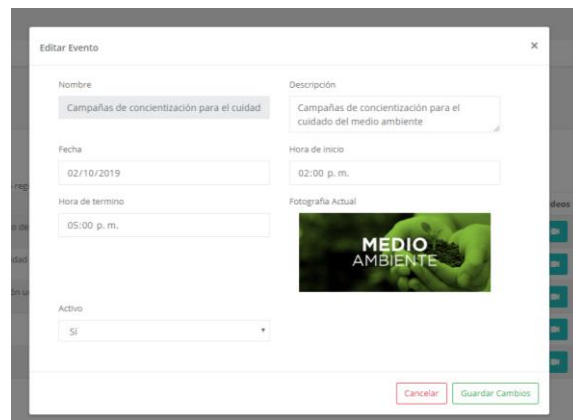 Editar Evento ×
Nombre
Campañas de concientización para el cuidad
Descripción
Campañas de concientización para el
cuidado del medio ambiente
Fecha
02/10/2019
Hora de inicio
02:00 p. m.
Hora de termino
05:00 p. m.
Fotografía Actual
MEDIO
AMBIENTE
Activo
Sí
Cancelar
Guardar Cambios
deos